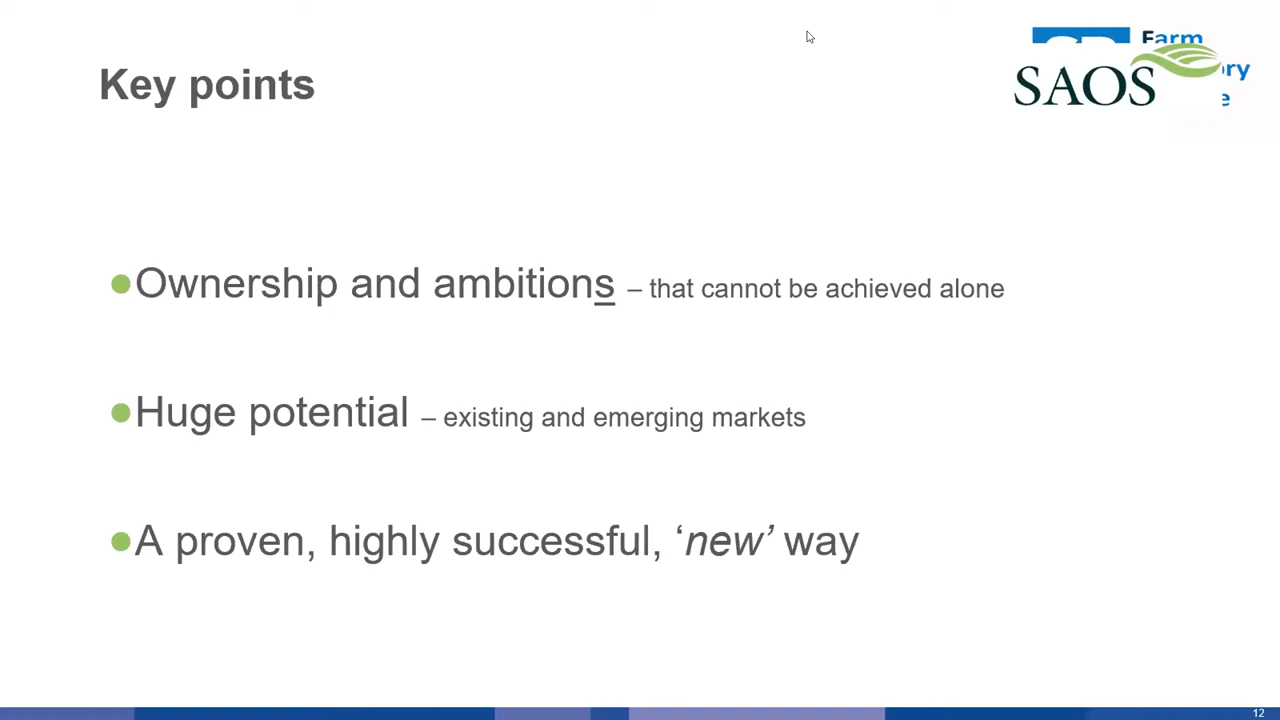 Key points
Farm
SAOS
●Ownership and ambitions – that cannot be achieved alone
●Huge potential – existing and emerging markets
●A proven, highly successful, ‘new’ way
12